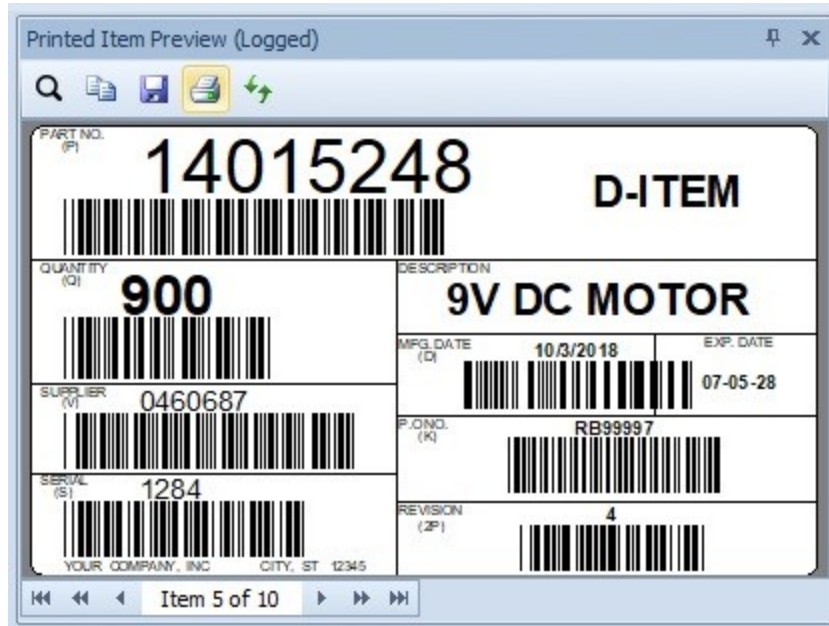 Printed Item Preview (Logged)
PART NO.
(P)
14015248
D-ITEM
QUANTITY
(Q)
900
DESCRIPTION
9V DC MOTOR
MFG. DATE
(D)
10/3/2018
EXP. DATE
07-05-28
SUPPLIER
(V)
0460687
P.ONO.
(K)
RB99997
SERIAL
(S)
1284
REVISION
(2P)
4
YOUR COMPANY, INC CITY, ST 12345
Item 5 of 10